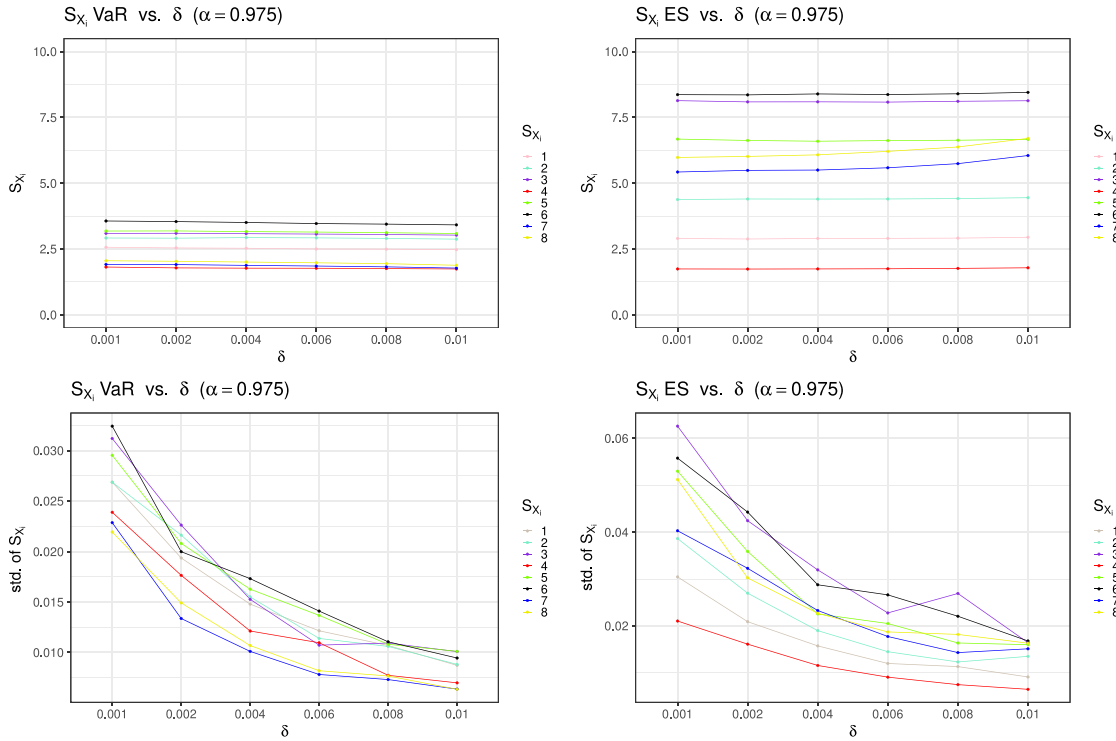 S_{X_i} VaR vs. δ (α = 0.975)
10.0
7.5
5.0
2.5
0.0
S_{X_i}
0.001 0.002 0.004 0.006 0.008 0.01
δ
S_{X_i}
1
2
3
4
5
6
7
8
S_{X_i} ES vs. δ (α = 0.975)
10.0
7.5
5.0
2.5
0.0
S_{X_i}
0.001 0.002 0.004 0.006 0.008 0.01
δ
S_{X_i}
S_{X_i} VaR vs. δ (α = 0.975)
0.030
0.025
0.020
0.015
0.010
std. of S_{X_i}
0.001 0.002 0.004 0.006 0.008 0.01
δ
S_{X_i}
1
2
3
4
5
6
7
8
S_{X_i} ES vs. δ (α = 0.975)
0.06
0.04
0.02
std. of S_{X_i}
0.001 0.002 0.004 0.006 0.008 0.01
δ
S_{X_i}